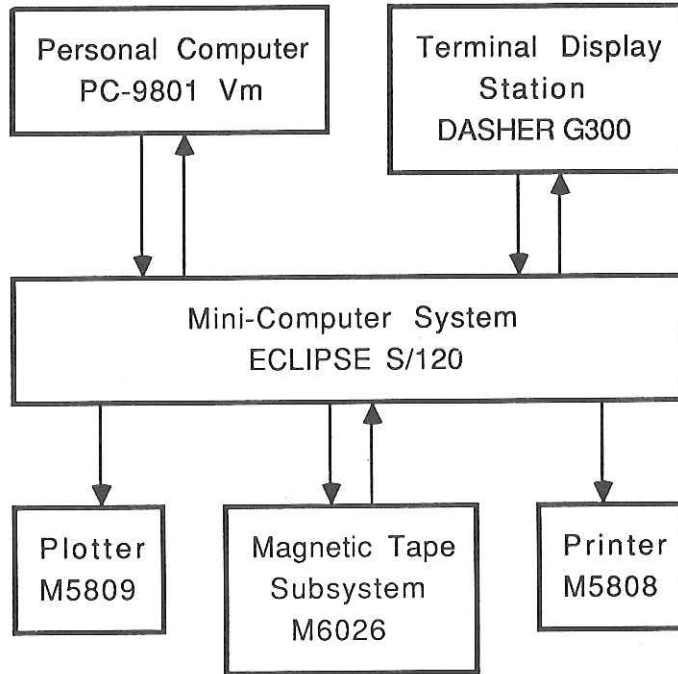 Personal Computer
PC-9801 Vm
Terminal Display
Station
DASHER G300
Mini-Computer System
ECLIPSE S/120
Plotter
M5809
Magnetic Tape
Subsystem
M6026
Printer
M5808